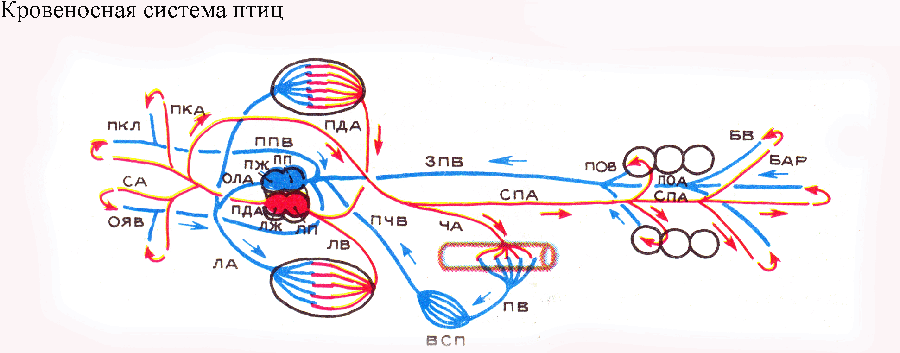 Кровеносная система птиц
ПКА
ПКЛ
ППВ
ПДА
ПЖ
ПП
ОЛА
СА
ОЯВ
ПДА
ЛЖ
ЛП
ЛА
ЛВ
ПЧВ
ЗПВ
СПА
ЧА
ПВ
ВСП
ПОВ
ПОА
СПА
БВ
БАР